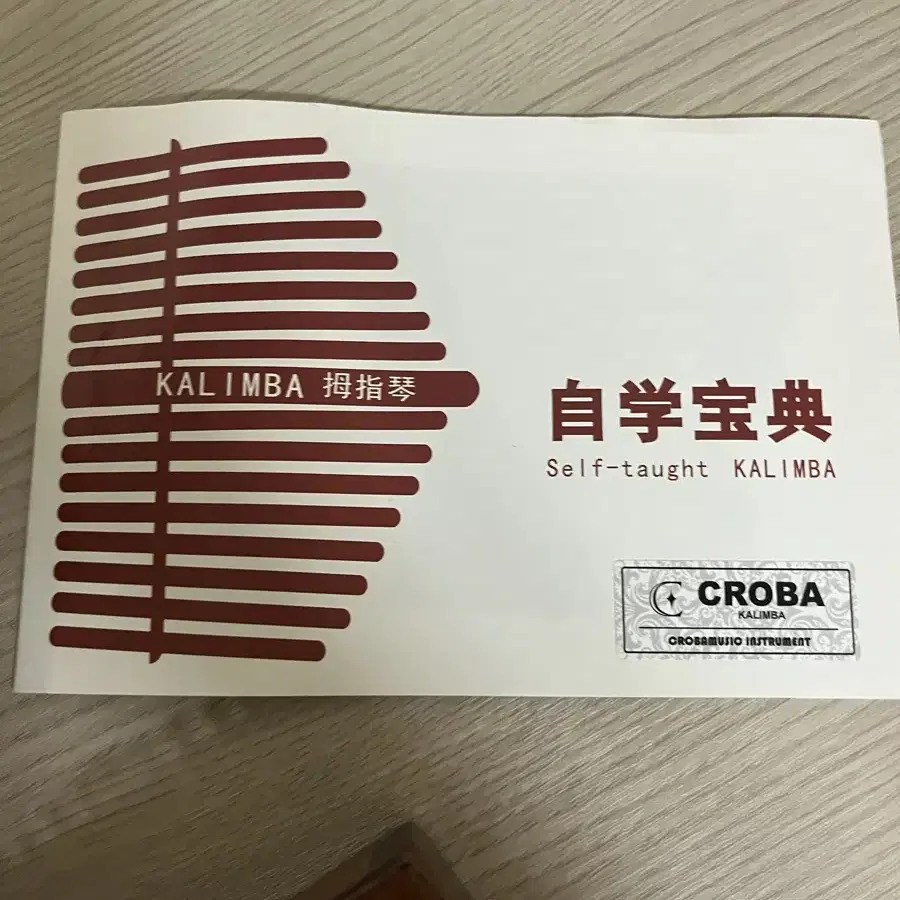 KALIMBA 拇指琴
自学宝典
Self-taught KALIMBA
CROBA
KALIMBA
CROBAMUSIC INSTRUMENT